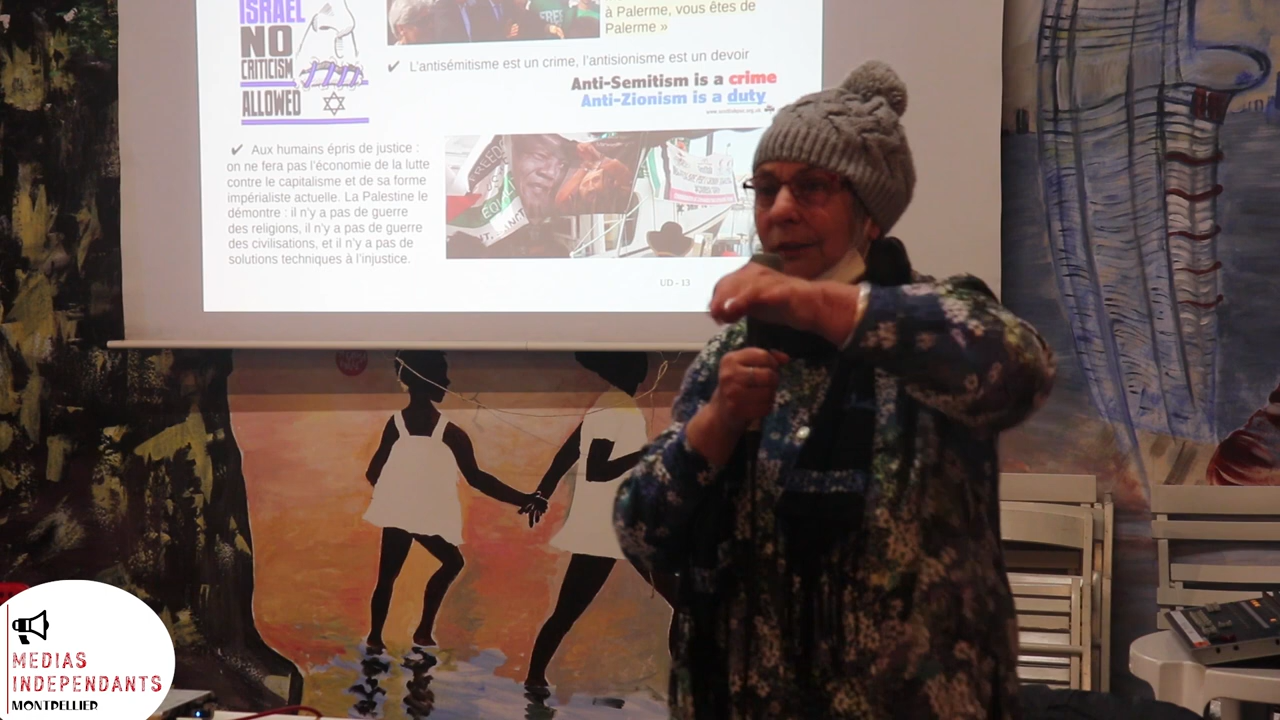 ISRAEL
NO
CRITICISM
ALLOWED
à Palerme, vous êtes de
Palerme »
✔ L'antisémitisme est un crime, l'antisionisme est un devoir
Anti-Semitism is a crime
Anti-Zionism is a duty
✔ Aux humains épris de justice :
on ne fera pas l'économie de la lutte
contre le capitalisme et de sa forme
impérialiste actuelle. La Palestine le
démontre : il n'y a pas de guerre
des religions, il n'y a pas de guerre
des civilisations, et il n'y a pas de
solutions techniques à l'injustice.
UD - 13
MEDIAS
INDEPENDANTS
MONTPELLIER